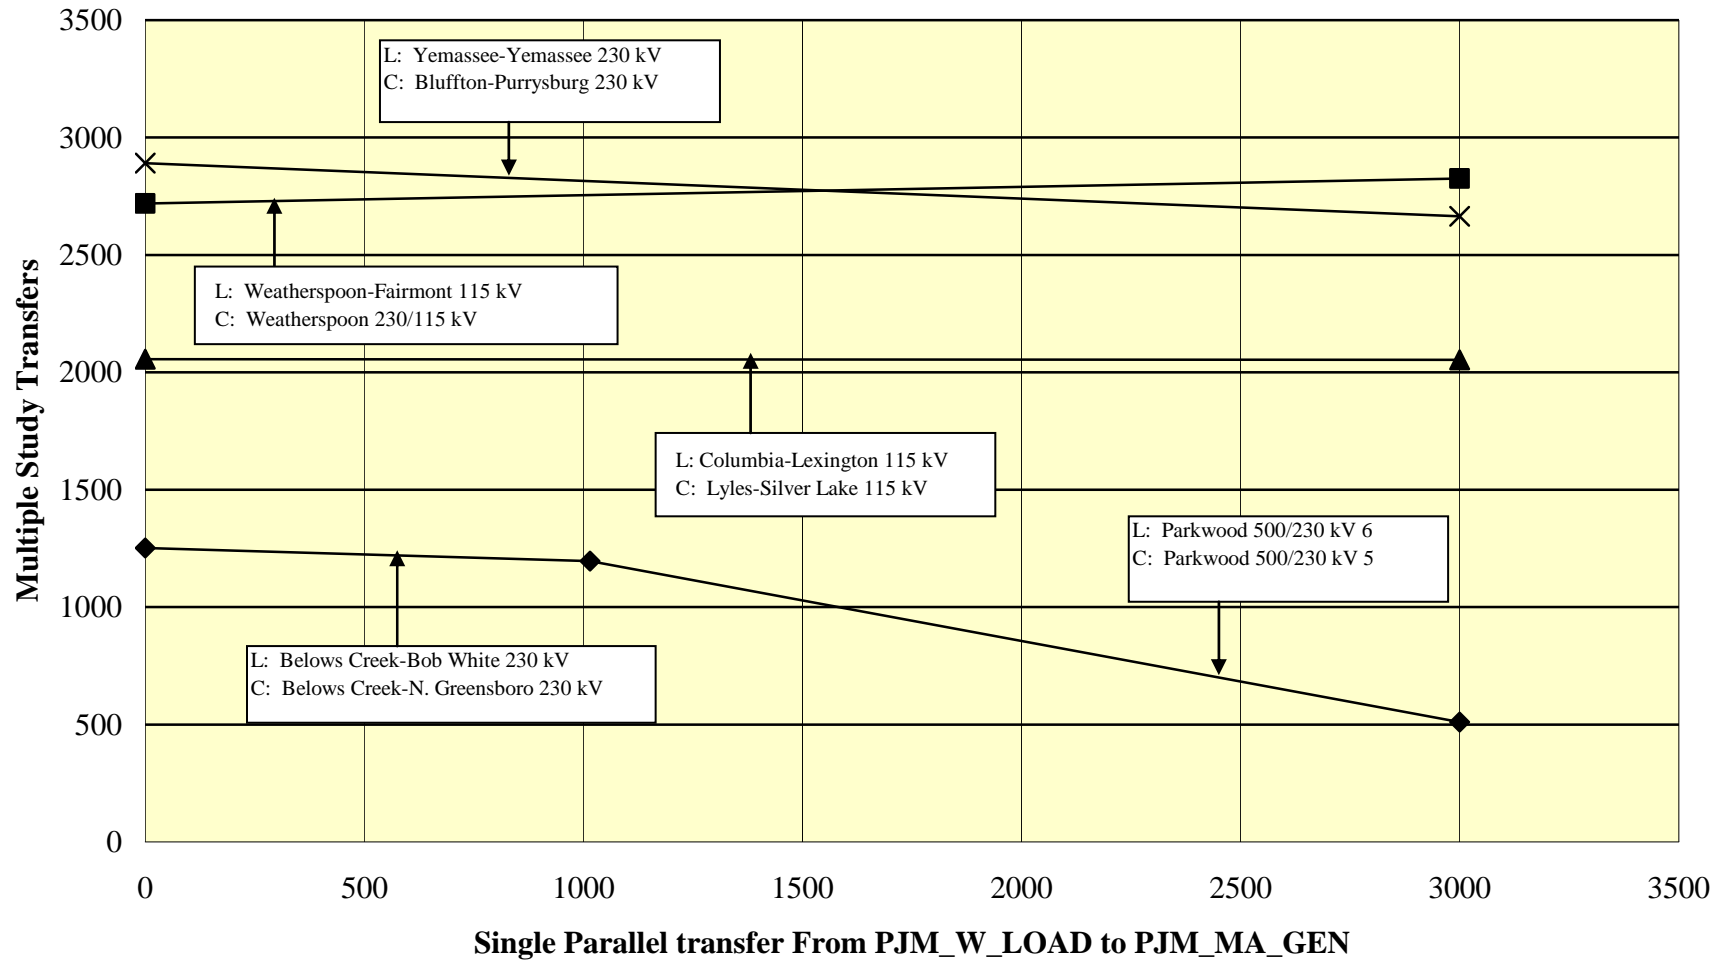 3500
L: Yemassee-Yemassee 230 kV
C: Bluffton-Purrysburg 230 kV
3000
2500
L: Weatherspoon-Fairmont 115 kV
C: Weatherspoon 230/115 kV
2000
L: Columbia-Lexington 115 kV
C: Lyles-Silver Lake 115 kV
1500
L: Parkwood 500/230 kV 6
C: Parkwood 500/230 kV 5
1000
L: Belows Creek-Bob White 230 kV
C: Belows Creek-N. Greensboro 230 kV
500
0
Multiple Study Transfers
0 500 1000 1500 2000 2500 3000 3500
Single Parallel transfer From PJM_W_LOAD to PJM_MA_GEN